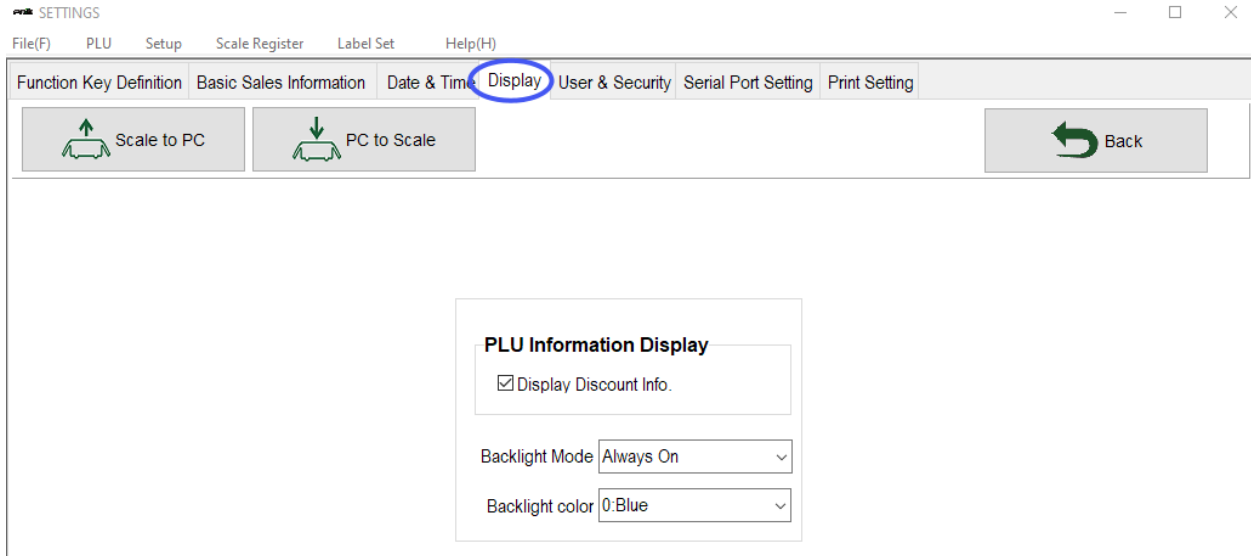 SETTINGS
File(F) PLU Setup Scale Register Label Set Help(H)
Function Key Definition Basic Sales Information Date & Time Display User & Security Serial Port Setting Print Setting
Scale to PC PC to Scale Back
PLU Information Display
Display Discount Info.
Backlight Mode Always On
Backlight color 0:Blue